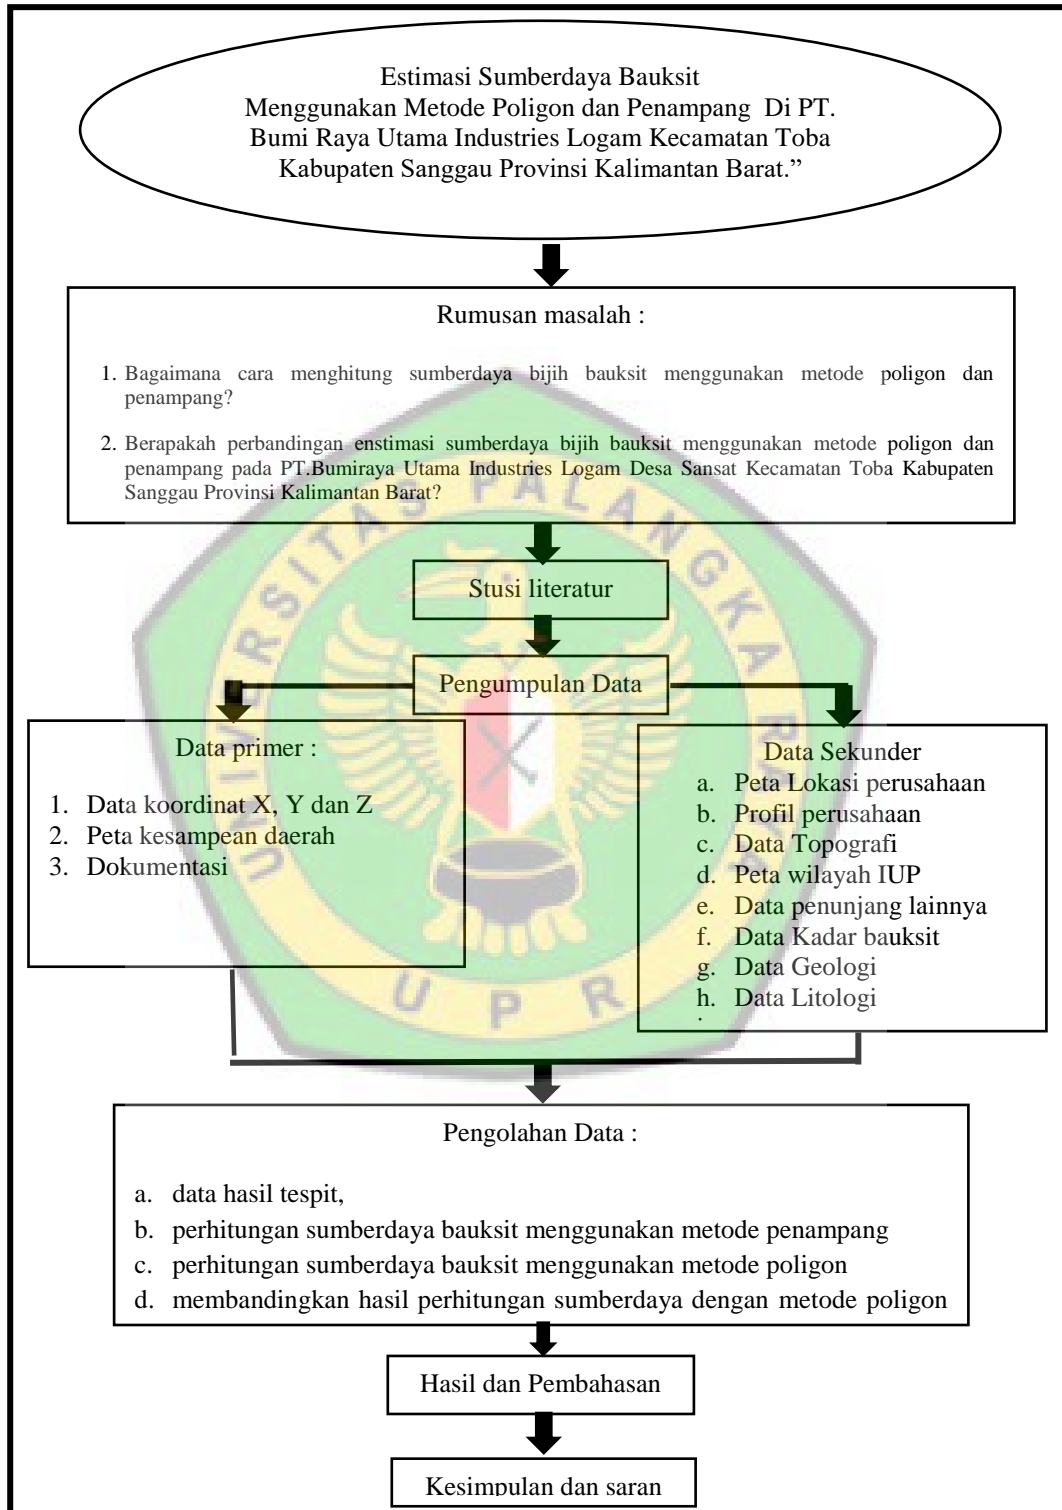 Estimasi Sumberdaya Bauksit
Menggunakan Metode Poligon dan Penampang Di PT.
Bumi Raya Utama Industries Logam Kecamatan Toba
Kabupaten Sanggau Provinsi Kalimantan Barat.”
Rumusan masalah :
1. Bagaimana cara menghitung sumberdaya bijih bauksit menggunakan metode poligon dan
penampang?
2. Berapakah perbandingan enstimasi sumberdaya bijih bauksit menggunakan metode poligon dan
penampang pada PT.Bumiraya Utama Industries Logam Desa Sansat Kecamatan Toba Kabupaten
Sanggau Provinsi Kalimantan Barat?
UNIVERSITAS PALANGKA RAYA
Stusi literatur
Pengumpulan Data
Data primer :
1. Data koordinat X, Y dan Z
2. Peta kesampean daerah
3. Dokumentasi
Data Sekunder
a. Peta Lokasi perusahaan
b. Profil perusahaan
c. Data Topografi
d. Peta wilayah IUP
e. Data penunjang lainnya
f. Data Kadar bauksit
g. Data Geologi
h. Data Litologi
UPR
Pengolahan Data :
a. data hasil tespit,
b. perhitungan sumberdaya bauksit menggunakan metode penampang
c. perhitungan sumberdaya bauksit menggunakan metode poligon
d. membandingkan hasil perhitungan sumberdaya dengan metode poligon
Hasil dan Pembahasan
Kesimpulan dan saran